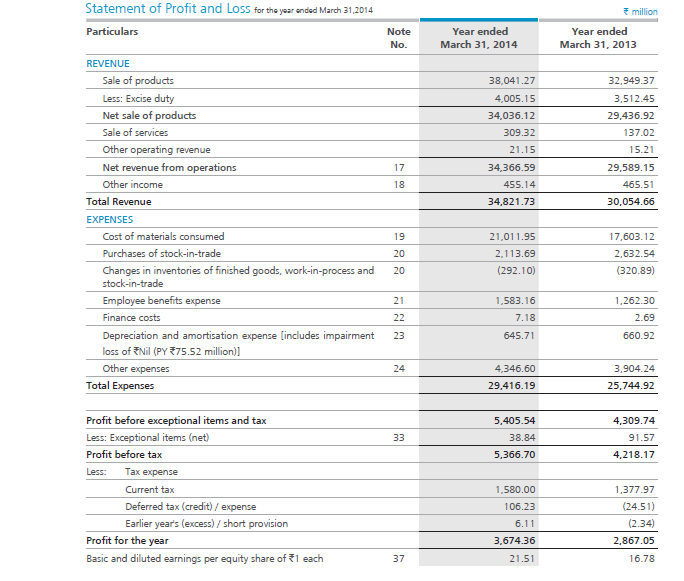 Statement of Profit and Loss for the year ended March 31,2014 ₹ million
Particulars Note No. Year ended March 31, 2014 Year ended March 31, 2013
REVENUE
Sale of products 38,041.27 32,949.37
Less: Excise duty 4,005.15 3,512.45
Net sale of products 34,036.12 29,436.92
Sale of services 309.32 137.02
Other operating revenue 21.15 15.21
Net revenue from operations 17 34,366.59 29,589.15
Other income 18 455.14 465.51
Total Revenue 34,821.73 30,054.66
EXPENSES
Cost of materials consumed 19 21,011.95 17,603.12
Purchases of stock-in-trade 20 2,113.69 2,632.54
Changes in inventories of finished goods, work-in-process and 20 (292.10) (320.89)
stock-in-trade
Employee benefits expense 21 1,583.16 1,262.30
Finance costs 22 7.18 2.69
Depreciation and amortisation expense [includes impairment 23 645.71 660.92
loss of ₹Nil (PY ₹75.52 million)]
Other expenses 24 4,346.60 3,904.24
Total Expenses 29,416.19 25,744.92
Profit before exceptional items and tax 5,405.54 4,309.74
Less: Exceptional items (net) 33 38.84 91.57
Profit before tax 5,366.70 4,218.17
Less: Tax expense
Current tax 1,580.00 1,377.97
Deferred tax (credit) / expense 106.23 (24.51)
Earlier year's (excess) / short provision 6.11 (2.34)
Profit for the year 3,674.36 2,867.05
Basic and diluted earnings per equity share of ₹1 each 37 21.51 16.78